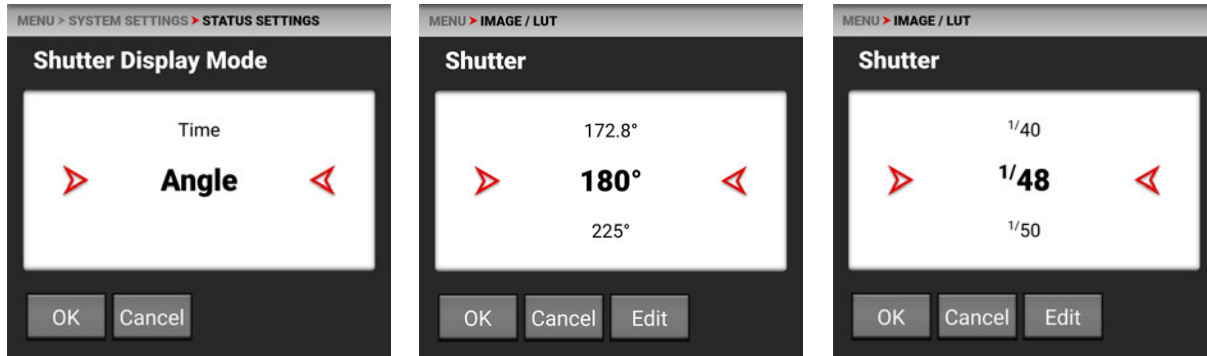 MENU > SYSTEM SETTINGS > STATUS SETTINGS
Shutter Display Mode
Time
Angle
OK Cancel
MENU > IMAGE / LUT
Shutter
172.8°
180°
225°
OK Cancel Edit
MENU > IMAGE / LUT
Shutter
1/40
1/48
1/50
OK Cancel Edit